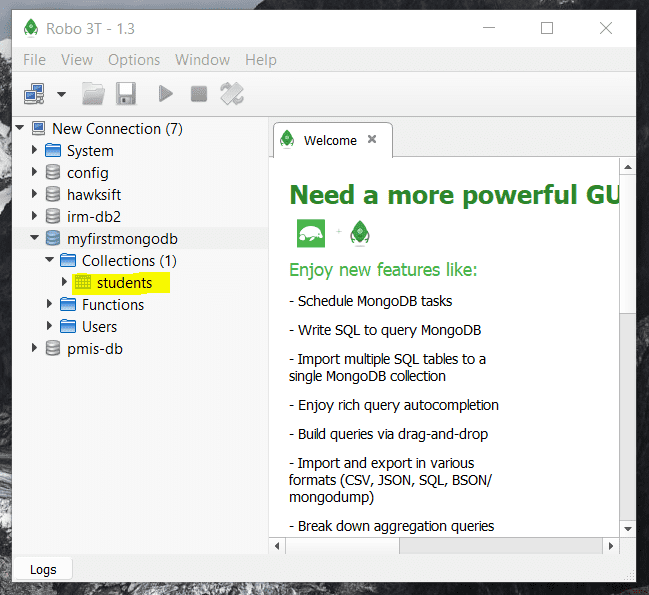 Robo 3T - 1.3
File View Options Window Help
New Connection (7)
System
config
hawksift
irm-db2
myfirstmongodb
Collections (1)
students
Functions
Users
pmis-db
Welcome
Need a more powerful GU
+
Enjoy new features like:
- Schedule MongoDB tasks
- Write SQL to query MongoDB
- Import multiple SQL tables to a
single MongoDB collection
- Enjoy rich query autocompletion
- Build queries via drag-and-drop
- Import and export in various
formats (CSV, JSON, SQL, BSON/
mongodump)
- Break down aggregation queries
Logs